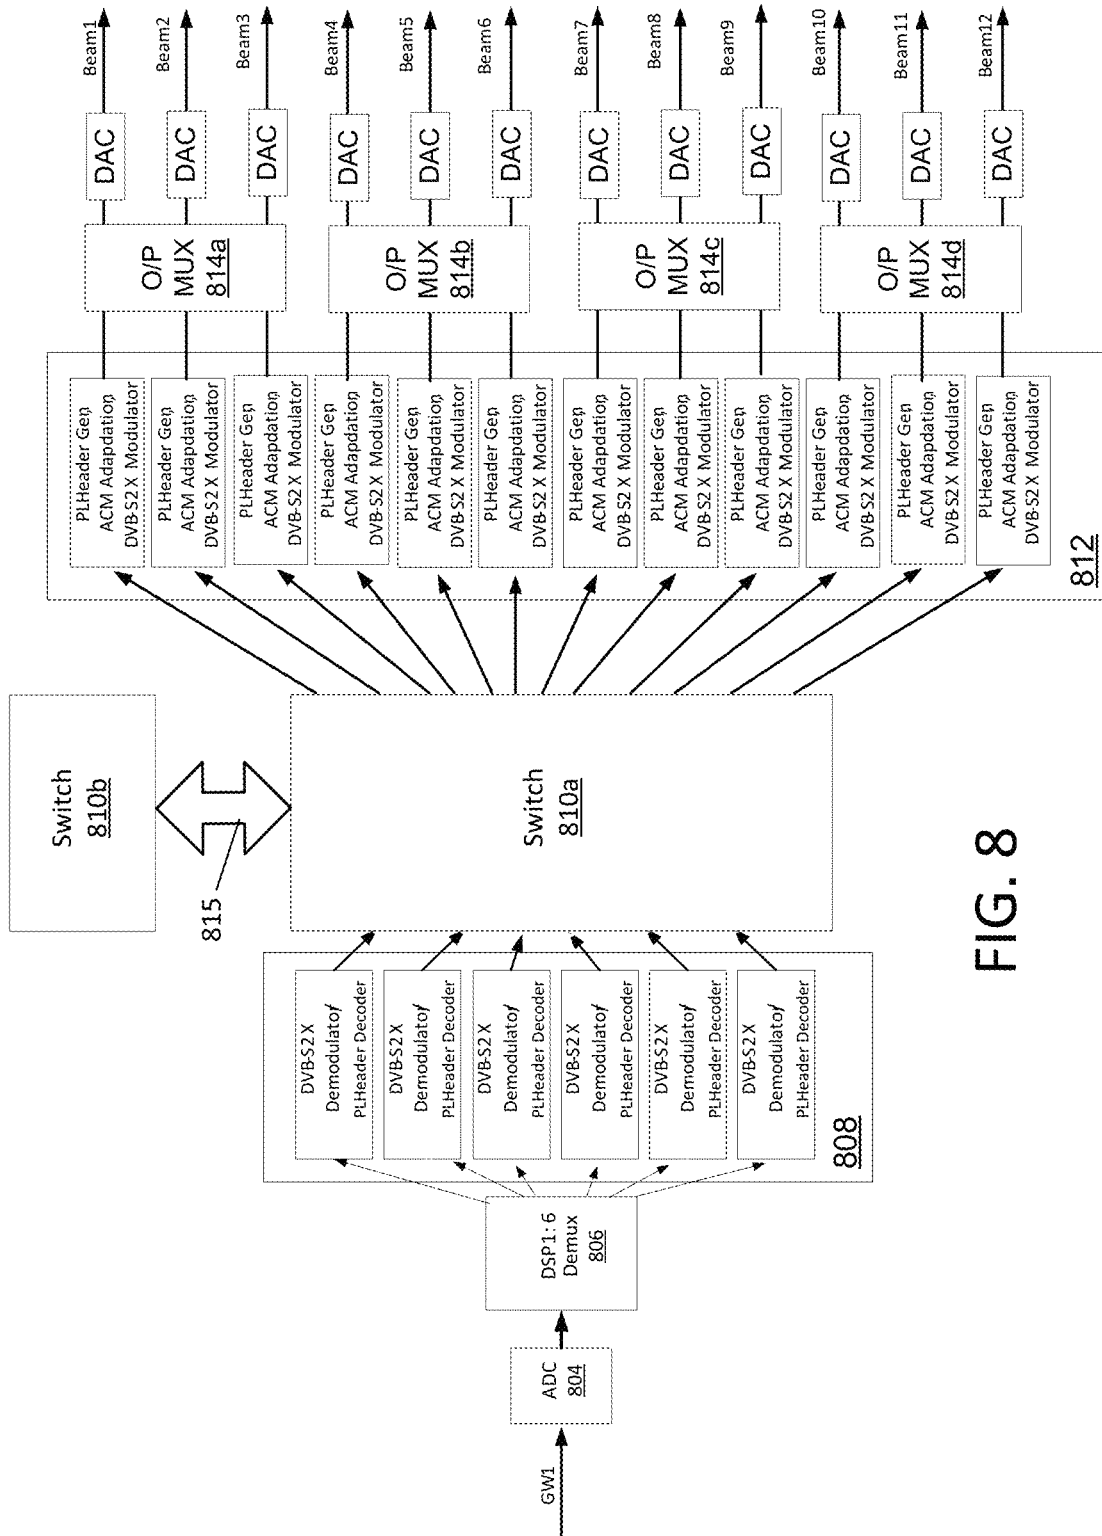 GW1
ADC
804
DSP1: 6
Demux
806
DVB-S2 X
Demodulator/
PLHeader Decoder
DVB-S2 X
Demodulator/
PLHeader Decoder
DVB-S2 X
Demodulator/
PLHeader Decoder
DVB-S2 X
Demodulator/
PLHeader Decoder
DVB-S2 X
Demodulator/
PLHeader Decoder
DVB-S2 X
Demodulator/
PLHeader Decoder
808
Switch
810b
815
Switch
810a
PLHeader Gen,
ACM Adapdation,
DVB-S2 X Modulator
PLHeader Gen,
ACM Adapdation,
DVB-S2 X Modulator
PLHeader Gen,
ACM Adapdation,
DVB-S2 X Modulator
PLHeader Gen,
ACM Adapdation,
DVB-S2 X Modulator
PLHeader Gen,
ACM Adapdation,
DVB-S2 X Modulator
PLHeader Gen,
ACM Adapdation,
DVB-S2 X Modulator
PLHeader Gen,
ACM Adapdation,
DVB-S2 X Modulator
PLHeader Gen,
ACM Adapdation,
DVB-S2 X Modulator
PLHeader Gen,
ACM Adapdation,
DVB-S2 X Modulator
PLHeader Gen,
ACM Adapdation,
DVB-S2 X Modulator
PLHeader Gen,
ACM Adapdation,
DVB-S2 X Modulator
PLHeader Gen,
ACM Adapdation,
DVB-S2 X Modulator
812
O/P
MUX
814a
O/P
MUX
814b
O/P
MUX
814c
O/P
MUX
814d
DAC
DAC
DAC
DAC
DAC
DAC
DAC
DAC
DAC
DAC
DAC
DAC
Beam1
Beam2
Beam3
Beam4
Beam5
Beam6
Beam7
Beam8
Beam9
Beam10
Beam11
Beam12
FIG. 8